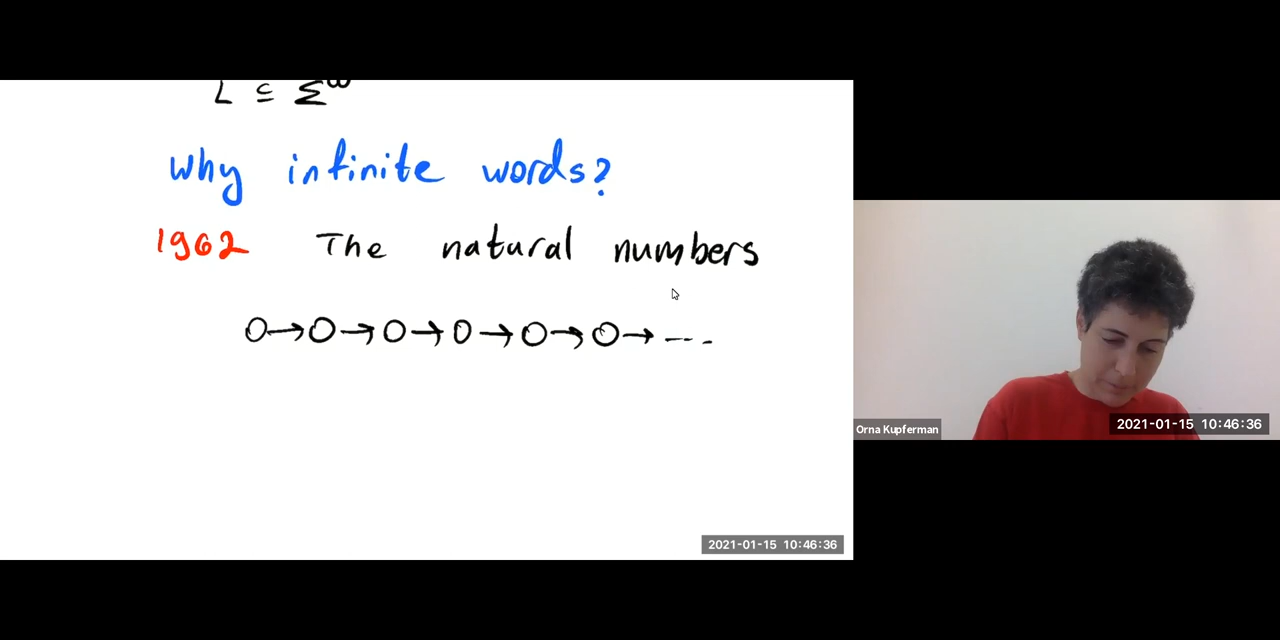 L ⊆ Σ^ω
Why infinite words?
1962 The natural numbers
O→O→O→O→O→O→ ---
Orna Kupferman
2021-01-15 10:46:36
2021-01-15 10:46:36